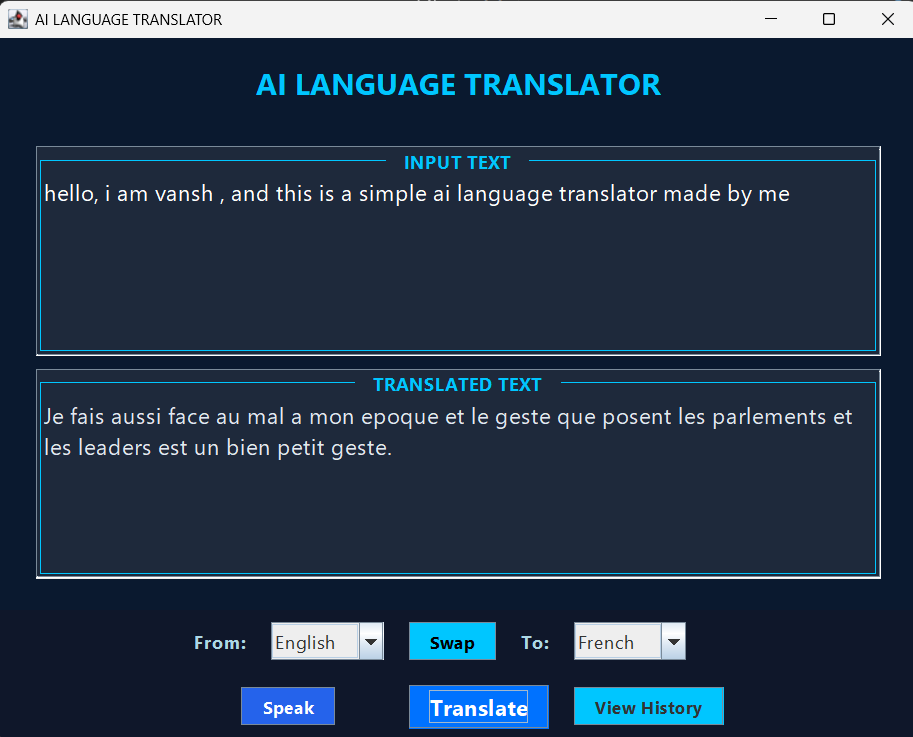 AI LANGUAGE TRANSLATOR
AI LANGUAGE TRANSLATOR
INPUT TEXT
hello, i am vansh , and this is a simple ai language translator made by me
TRANSLATED TEXT
Je fais aussi face au mal a mon epoque et le geste que posent les parlements et
les leaders est un bien petit geste.
From: English Swap To: French
Speak Translate View History